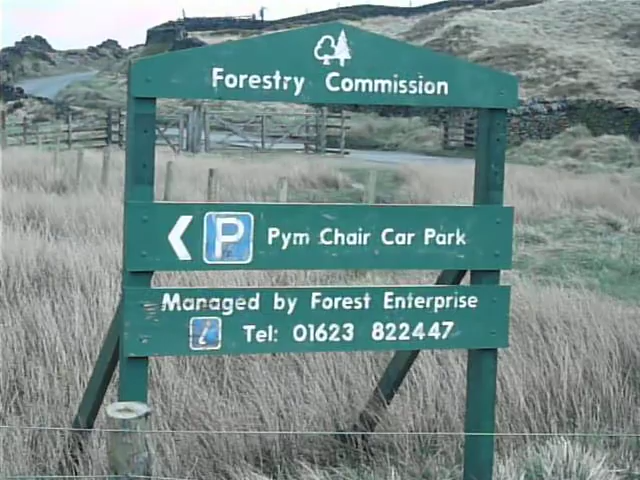 Forestry Commission
P Pym Chair Car Park
Managed by Forest Enterprise
i Tel: 01623 822447